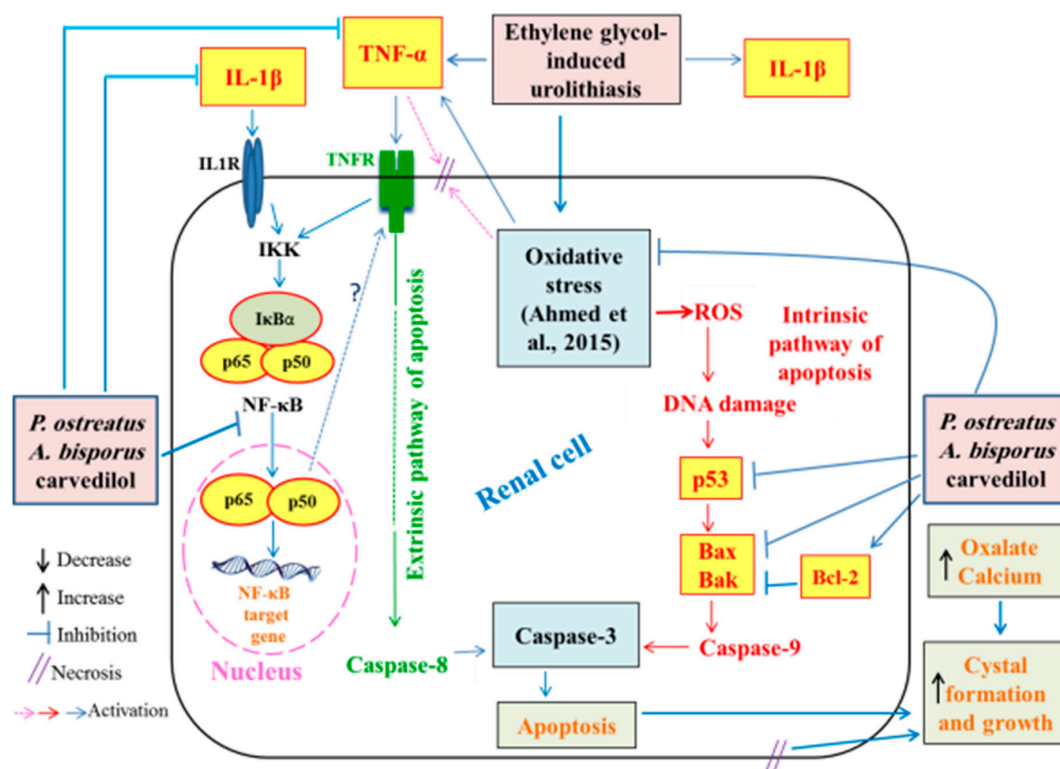 TNF-α
Ethylene glycol-
induced
urolithiasis
IL-1β
IL-1β
IL1R
TNFR
IKK
IκBα
p65
p50
NF-κB
?
Extrinsic pathway of apoptosis
Oxidative
stress
(Ahmed et
al., 2015)
ROS
Intrinsic
pathway of
apoptosis
DNA damage
p53
Bax
Bak
Bcl-2
Caspase-9
Renal cell
P. ostreatus
A. bisporus
carvedilol
P. ostreatus
A. bisporus
carvedilol
p65
p50
NF-κB
target
gene
Nucleus
Caspase-8
Caspase-3
Apoptosis
Oxalate
Calcium
Cystal
formation
and growth
Decrease
Increase
Inhibition
Necrosis
Activation